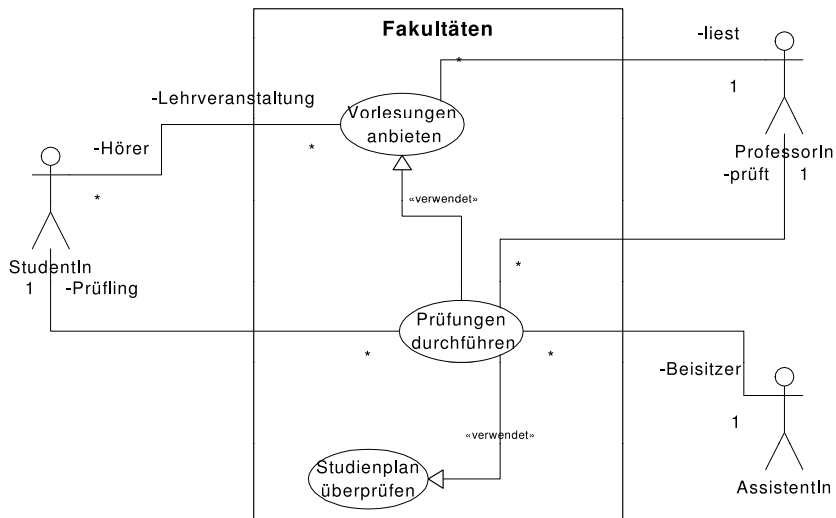 Fakultäten
-liest
*
1
-Lehrveranstaltung
Vorlesungen
anbieten
-Hörer
*
*
ProfessorIn
-prüft
1
«verwendet»
StudentIn
*
1
-Prüfling
Prüfungen
durchführen
*
*
-Beisitzer
1
«verwendet»
Studienplan
überprüfen
AssistentIn